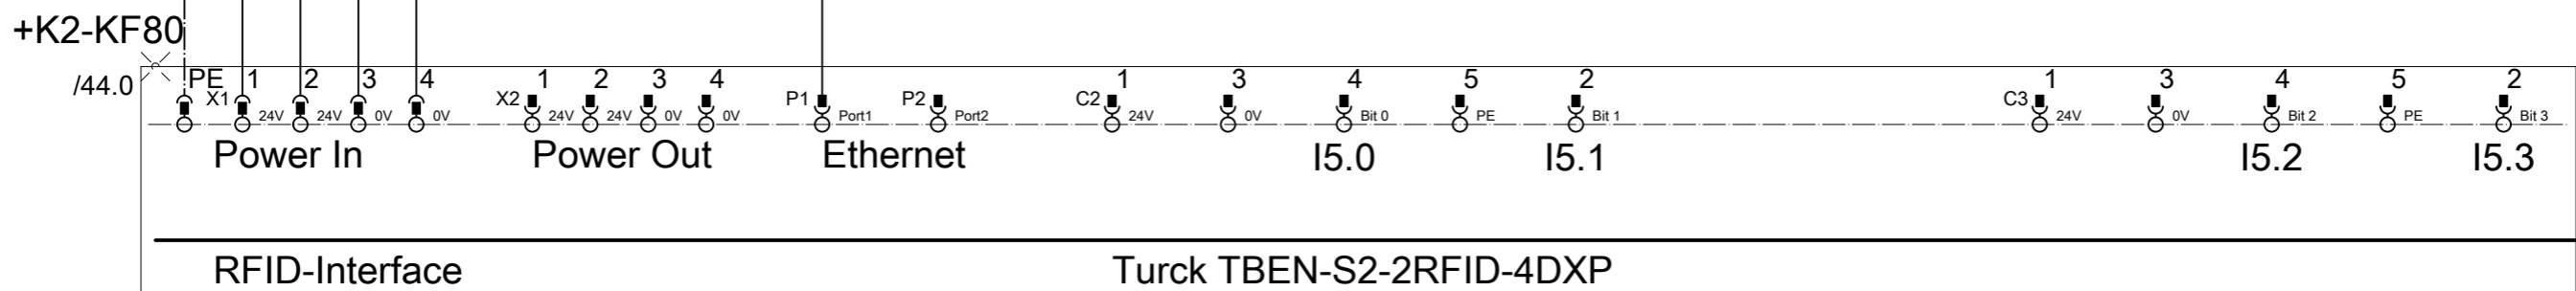 +K2-KF80
/44.0
PE 1 2 3 4 1 2 3 4 1 3 4 5 2 1 3 4 5 2
X1 X2 P1 P2 C2 C3
24V 24V 0V 0V 24V 24V 0V 0V Port1 Port2 24V 0V Bit 0 PE Bit 1 24V 0V Bit 2 PE Bit 3
Power In Power Out Ethernet I5.0 I5.1 I5.2 I5.3
RFID-Interface Turck TBEN-S2-2RFID-4DXP